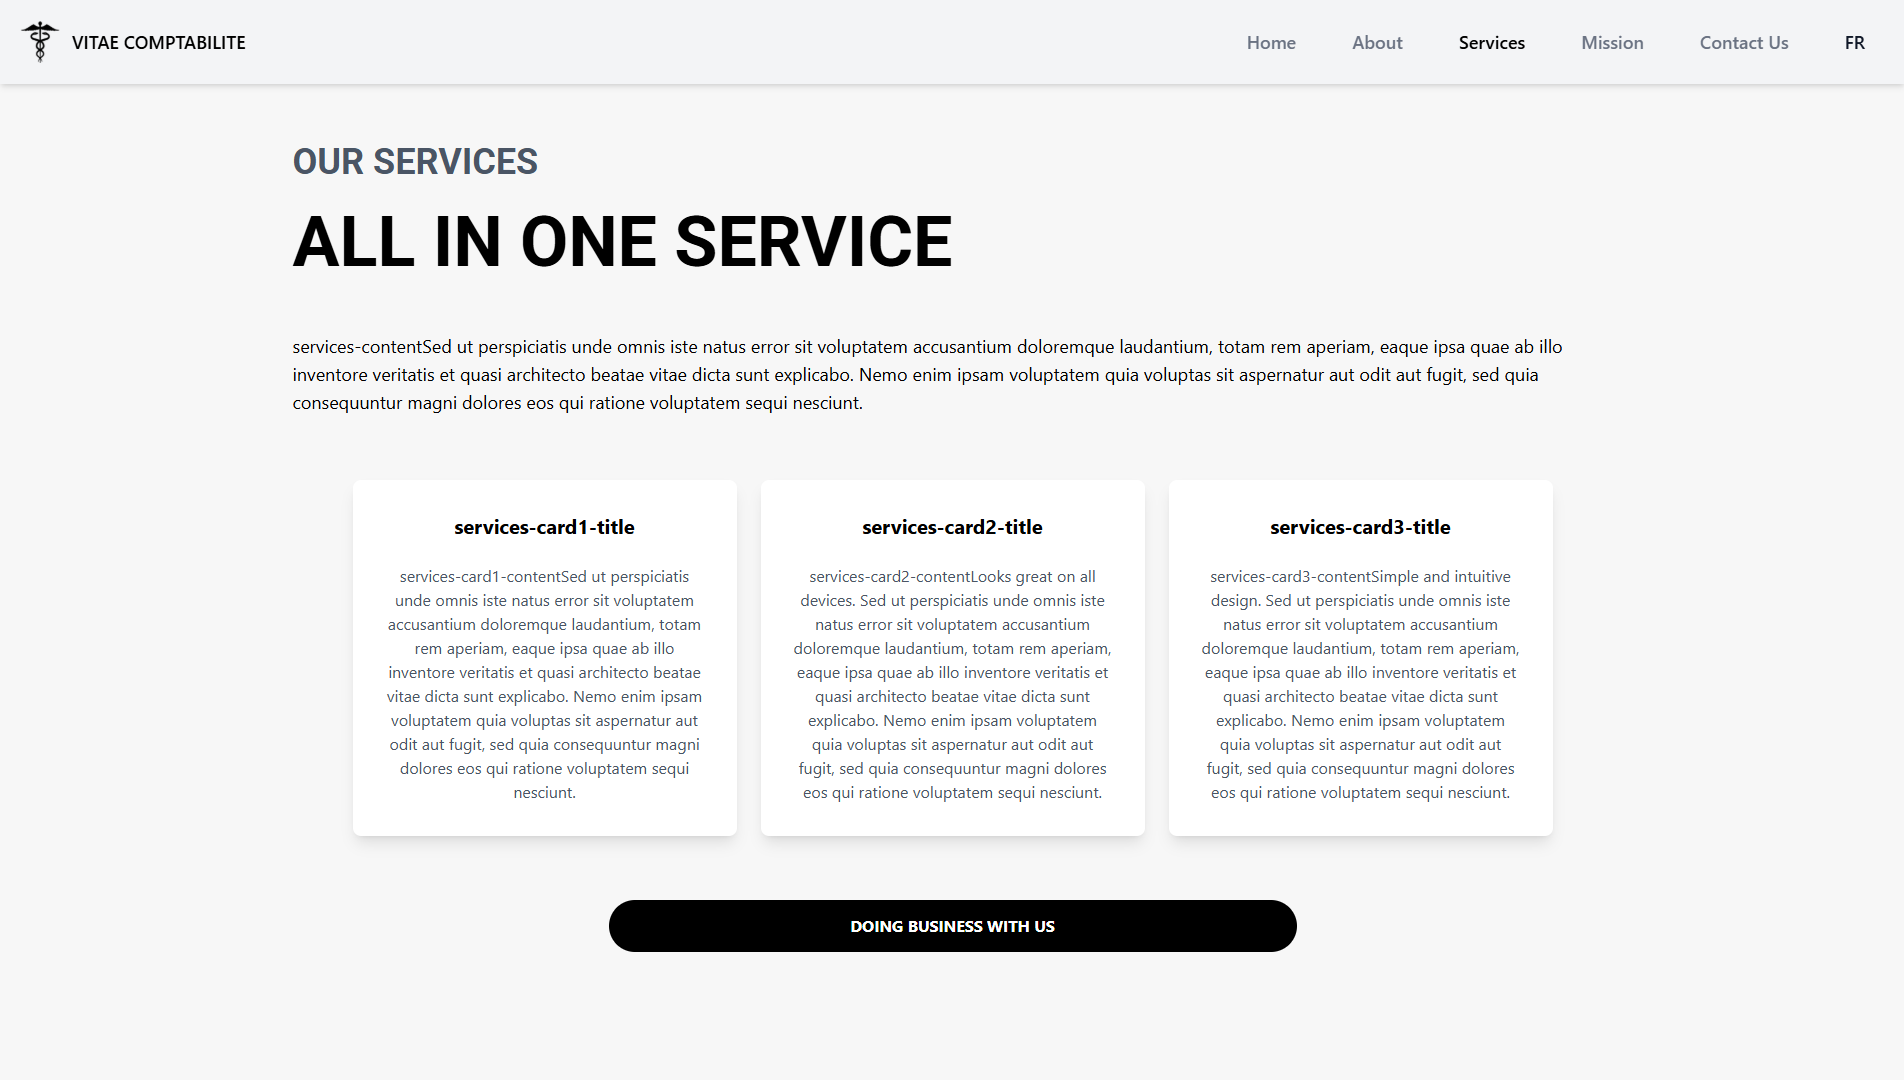 VITAE COMPTABILITE
Home
About
Services
Mission
Contact Us
FR
OUR SERVICES
ALL IN ONE SERVICE
services-contentSed ut perspiciatis unde omnis iste natus error sit voluptatem accusantium doloremque laudantium, totam rem aperiam, eaque ipsa quae ab illo
inventore veritatis et quasi architecto beatae vitae dicta sunt explicabo. Nemo enim ipsam voluptatem quia voluptas sit aspernatur aut odit aut fugit, sed quia
consequuntur magni dolores eos qui ratione voluptatem sequi nesciunt.
services-card1-title
services-card1-contentSed ut perspiciatis
unde omnis iste natus error sit voluptatem
accusantium doloremque laudantium, totam
rem aperiam, eaque ipsa quae ab illo
inventore veritatis et quasi architecto beatae
vitae dicta sunt explicabo. Nemo enim ipsam
voluptatem quia voluptas sit aspernatur aut
odit aut fugit, sed quia consequuntur magni
dolores eos qui ratione voluptatem sequi
nesciunt.
services-card2-title
services-card2-contentLooks great on all
devices. Sed ut perspiciatis unde omnis iste
natus error sit voluptatem accusantium
doloremque laudantium, totam rem aperiam,
eaque ipsa quae ab illo inventore veritatis et
quasi architecto beatae vitae dicta sunt
explicabo. Nemo enim ipsam voluptatem
quia voluptas sit aspernatur aut odit aut
fugit, sed quia consequuntur magni dolores
eos qui ratione voluptatem sequi nesciunt.
services-card3-title
services-card3-contentSimple and intuitive
design. Sed ut perspiciatis unde omnis iste
natus error sit voluptatem accusantium
doloremque laudantium, totam rem aperiam,
eaque ipsa quae ab illo inventore veritatis et
quasi architecto beatae vitae dicta sunt
explicabo. Nemo enim ipsam voluptatem
quia voluptas sit aspernatur aut odit aut
fugit, sed quia consequuntur magni dolores
eos qui ratione voluptatem sequi nesciunt.
DOING BUSINESS WITH US